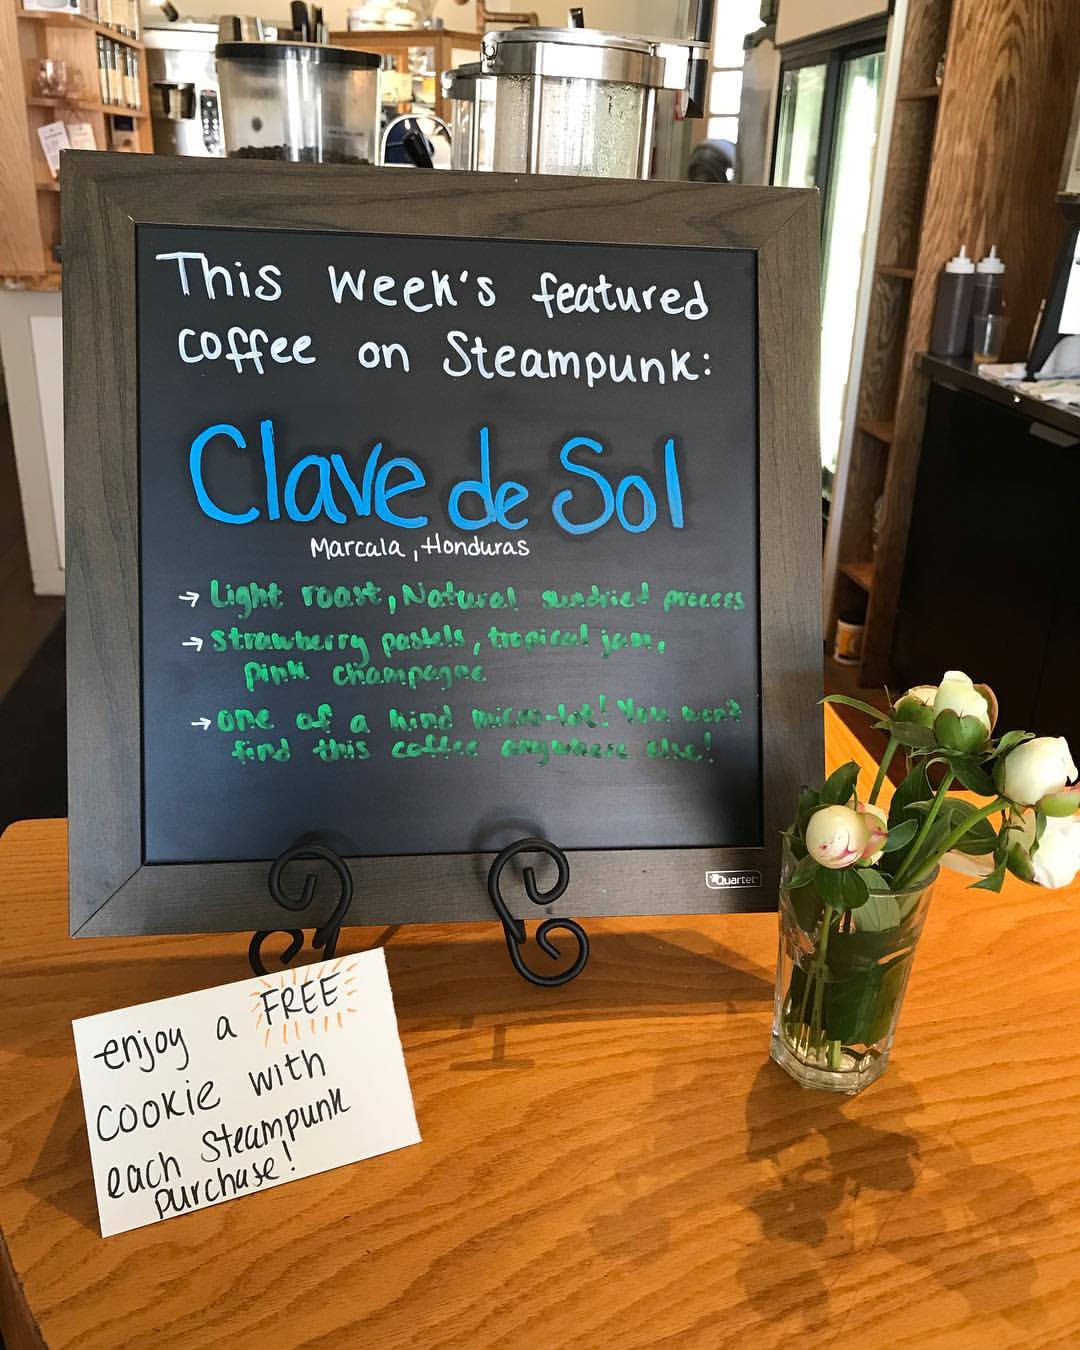 This Week's featured
coffee on Steampunk:
Clave de Sol
Marcala, Honduras
→ Light roast, Natural sundried process
→ strawberry pastels, tropical jam,
pink champagne
→ one of a kind micro-lot! You won't
find this coffee anywhere else!
Quartet
enjoy a FREE
cookie with
each Steampunk
purchase!